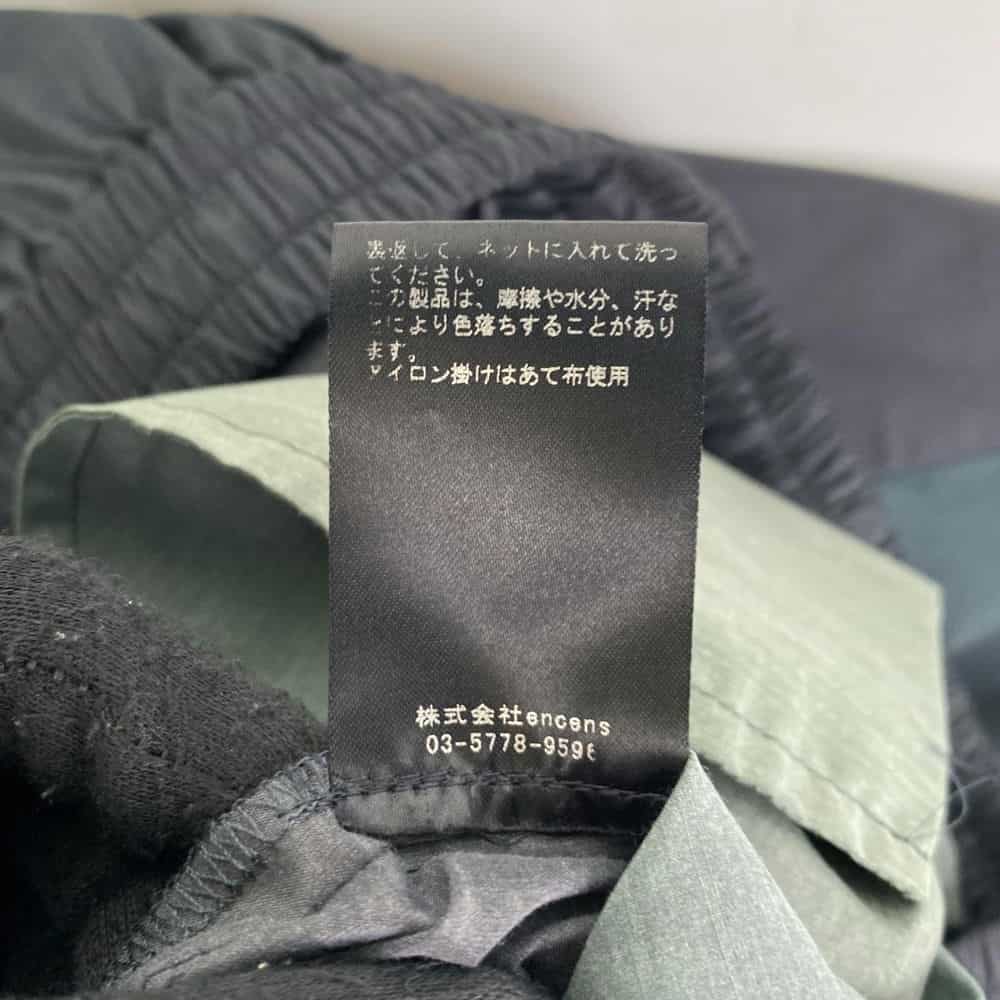 裏返して、ネットに入れて洗っ
てください。
この製品は、摩擦や水分、汗な
どにより色落ちすることがあり
ます。
アイロン掛けはあて布使用
株式会社encens
03-5778-9596